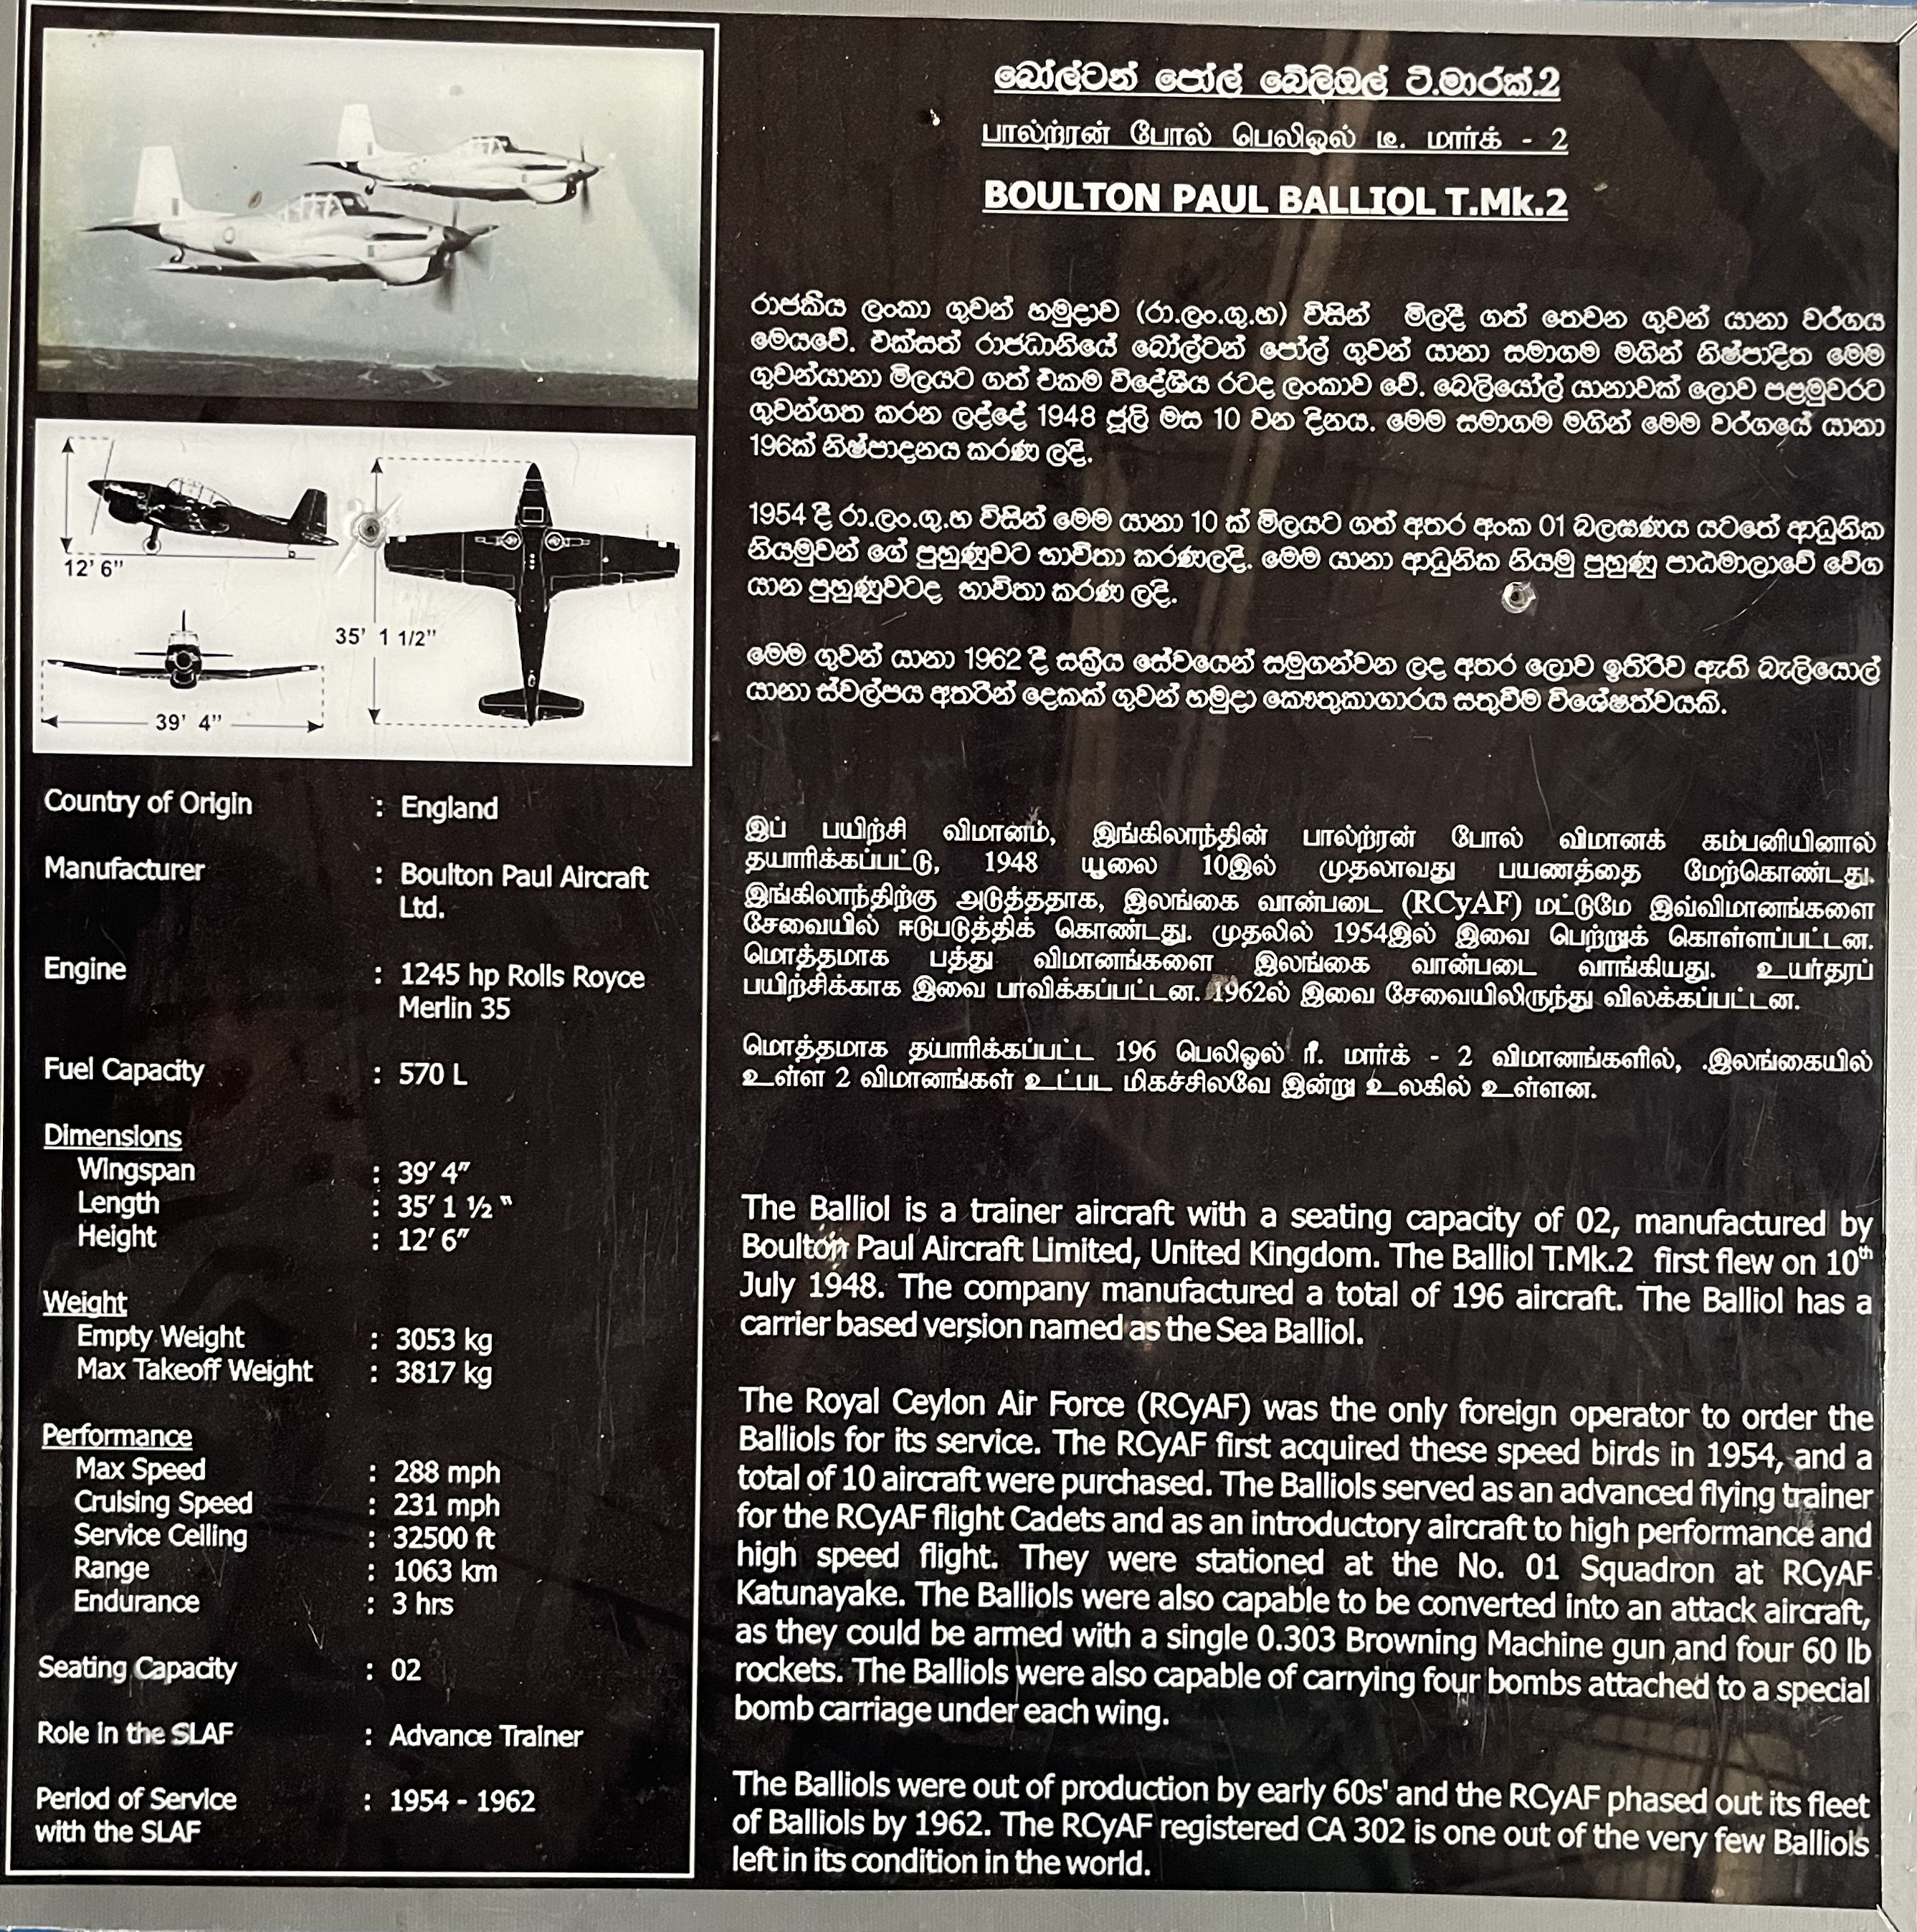 බෝල්ටන් පෝල් බේලිඔල් ටී.මාරක්.2
பால்ற்ரன் போல் பெலிஒல் டீ. மார்க் - 2
BOULTON PAUL BALLIOL T.Mk.2
12' 6"
35' 1 1/2"
39' 4"
Country of Origin : England
Manufacturer : Boulton Paul Aircraft
Ltd.
Engine : 1245 hp Rolls Royce
Merlin 35
Fuel Capacity : 570 L
Dimensions
Wingspan : 39' 4"
Length : 35' 1 ½ "
Height : 12' 6"
Weight
Empty Weight : 3053 kg
Max Takeoff Weight : 3817 kg
Performance
Max Speed : 288 mph
Cruising Speed : 231 mph
Service Celling : 32500 ft
Range : 1063 km
Endurance : 3 hrs
Seating Capacity : 02
Role in the SLAF : Advance Trainer
Period of Service : 1954 - 1962
with the SLAF
රාජකීය ලංකා ගුවන් හමුදාව (රා.ලං.ගු.හ) විසින් මිලදී ගත් තෙවන ගුවන් යානා වර්ගය
මෙයවේ. එක්සත් රාජධානියේ බෝල්ටන් පෝල් ගුවන් යානා සමාගම මගින් නිෂ්පාදිත මෙම
ගුවන්යානා මිලයට ගත් එකම විදේශීය රටද ලංකාව වේ. බෙලියෝල් යානාවක් ලොව පළමුවරට
ගුවන්ගත කරන ලද්දේ 1948 ජූලි මස 10 වන දිනය. මෙම සමාගම මගින් මෙම වර්ගයේ යානා
196ක් නිෂ්පාදනය කරණ ලදි.
1954 දී රා.ලං.ගු.හ විසින් මෙම යානා 10 ක් මිලයට ගත් අතර අංක 01 බලඝණය යටතේ ආධුනික
නියමුවන් ගේ පුහුණුවට භාවිතා කරණලදි. මෙම යානා ආධුනික නියමු පුහුණු පාඨමාලාවේ වේග
යාන පුහුණුවටද භාවිතා කරණ ලදි.
මෙම ගුවන් යානා 1962 දී සක්‍රීය සේවයෙන් සමුගන්වන ලද අතර ලොව ඉතිරිව ඇති බැලියොල්
යානා ස්වල්පය අතරින් දෙකක් ගුවන් හමුදා කෞතුකාගාරය සතුවීම විශේෂත්වයකි.
இப் பயிற்சி விமானம், இங்கிலாந்தின் பால்ற்ரன் போல் விமானக் கம்பனியினால்
தயாரிக்கப்பட்டு, 1948 யூலை 10இல் முதலாவது பயணத்தை மேற்கொண்டது.
இங்கிலாந்திற்கு அடுத்ததாக, இலங்கை வான்படை (RCyAF) மட்டுமே இவ்விமானங்களை
சேவையில் ஈடுபடுத்திக் கொண்டது. முதலில் 1954இல் இவை பெற்றுக் கொள்ளப்பட்டன.
மொத்தமாக பத்து விமானங்களை இலங்கை வான்படை வாங்கியது. உயர்தரப்
பயிற்சிக்காக இவை பாவிக்கப்பட்டன. 1962ல் இவை சேவையிலிருந்து விலக்கப்பட்டன.
மொத்தமாக தயாரிக்கப்பட்ட 196 பெலிஒல் ரீ. மார்க் - 2 விமானங்களில், .இலங்கையில்
உள்ள 2 விமானங்கள் உட்பட மிகச்சிலவே இன்று உலகில் உள்ளன.
The Balliol is a trainer aircraft with a seating capacity of 02, manufactured by
Boulton Paul Aircraft Limited, United Kingdom. The Balliol T.Mk.2 first flew on 10th
July 1948. The company manufactured a total of 196 aircraft. The Balliol has a
carrier based version named as the Sea Balliol.
The Royal Ceylon Air Force (RCyAF) was the only foreign operator to order the
Balliols for its service. The RCyAF first acquired these speed birds in 1954, and a
total of 10 aircraft were purchased. The Balliols served as an advanced flying trainer
for the RCyAF flight Cadets and as an introductory aircraft to high performance and
high speed flight. They were stationed at the No. 01 Squadron at RCyAF
Katunayake. The Balliols were also capable to be converted into an attack aircraft,
as they could be armed with a single 0.303 Browning Machine gun and four 60 lb
rockets. The Balliols were also capable of carrying four bombs attached to a special
bomb carriage under each wing.
The Balliols were out of production by early 60s' and the RCyAF phased out its fleet
of Balliols by 1962. The RCyAF registered CA 302 is one out of the very few Balliols
left in its condition in the world.